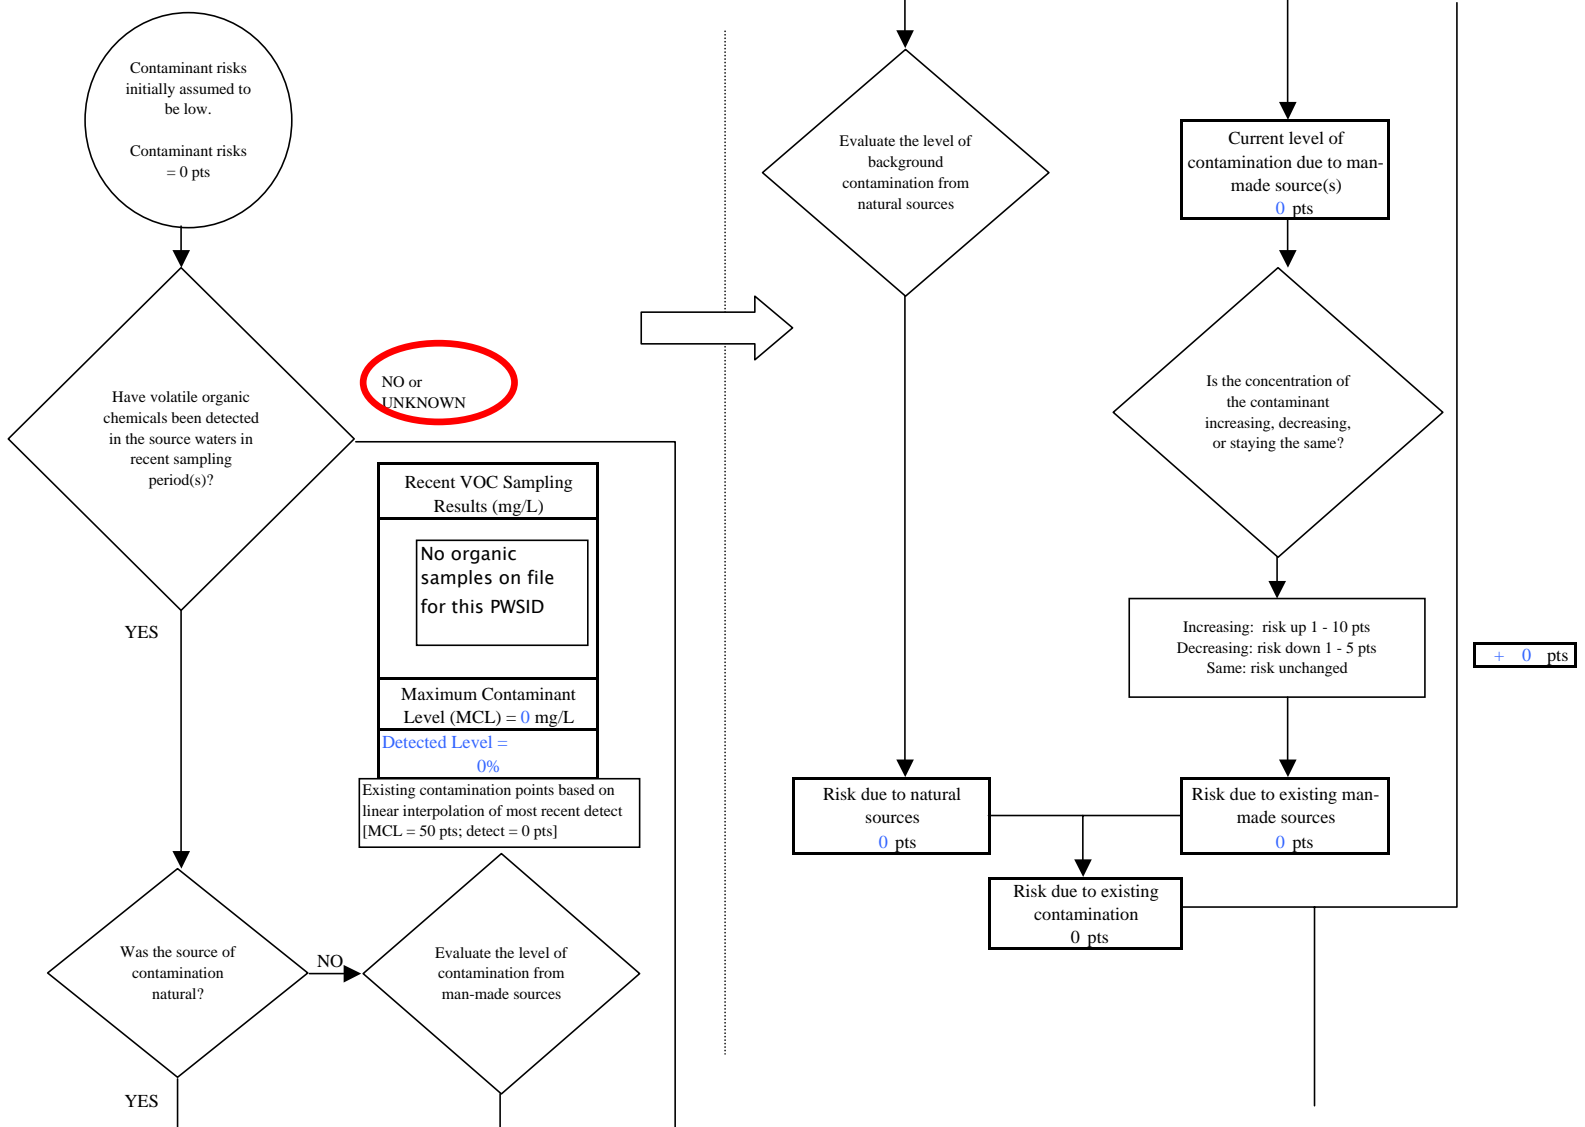 Contaminant risks
initially assumed to
be low.
Contaminant risks
= 0 pts
Have volatile organic
chemicals been detected
in the source waters in
recent sampling
period(s)?
NO or
UNKNOWN
Recent VOC Sampling
Results (mg/L)
No organic
samples on file
for this PWSID
Maximum Contaminant
Level (MCL) = 0 mg/L
Detected Level =
0%
Existing contamination points based on
linear interpolation of most recent detect
[MCL = 50 pts; detect = 0 pts]
YES
Was the source of
contamination
natural?
NO
Evaluate the level of
contamination from
man-made sources
YES
Evaluate the level of
background
contamination from
natural sources
Current level of
contamination due to man-
made source(s)
0 pts
Is the concentration of
the contaminant
increasing, decreasing,
or staying the same?
Increasing: risk up 1 - 10 pts
Decreasing: risk down 1 - 5 pts
Same: risk unchanged
+ 0 pts
Risk due to natural
sources
0 pts
Risk due to existing man-
made sources
0 pts
Risk due to existing
contamination
0 pts